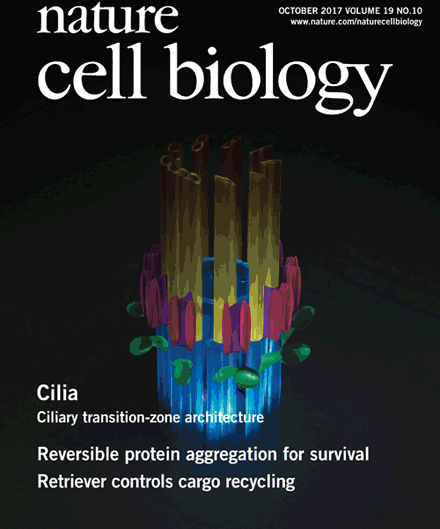 nature
cell biology
OCTOBER 2017 VOLUME 19 NO.10
www.nature.com/naturecellbiology
Cilia
Ciliary transition-zone architecture
Reversible protein aggregation for survival
Retriever controls cargo recycling